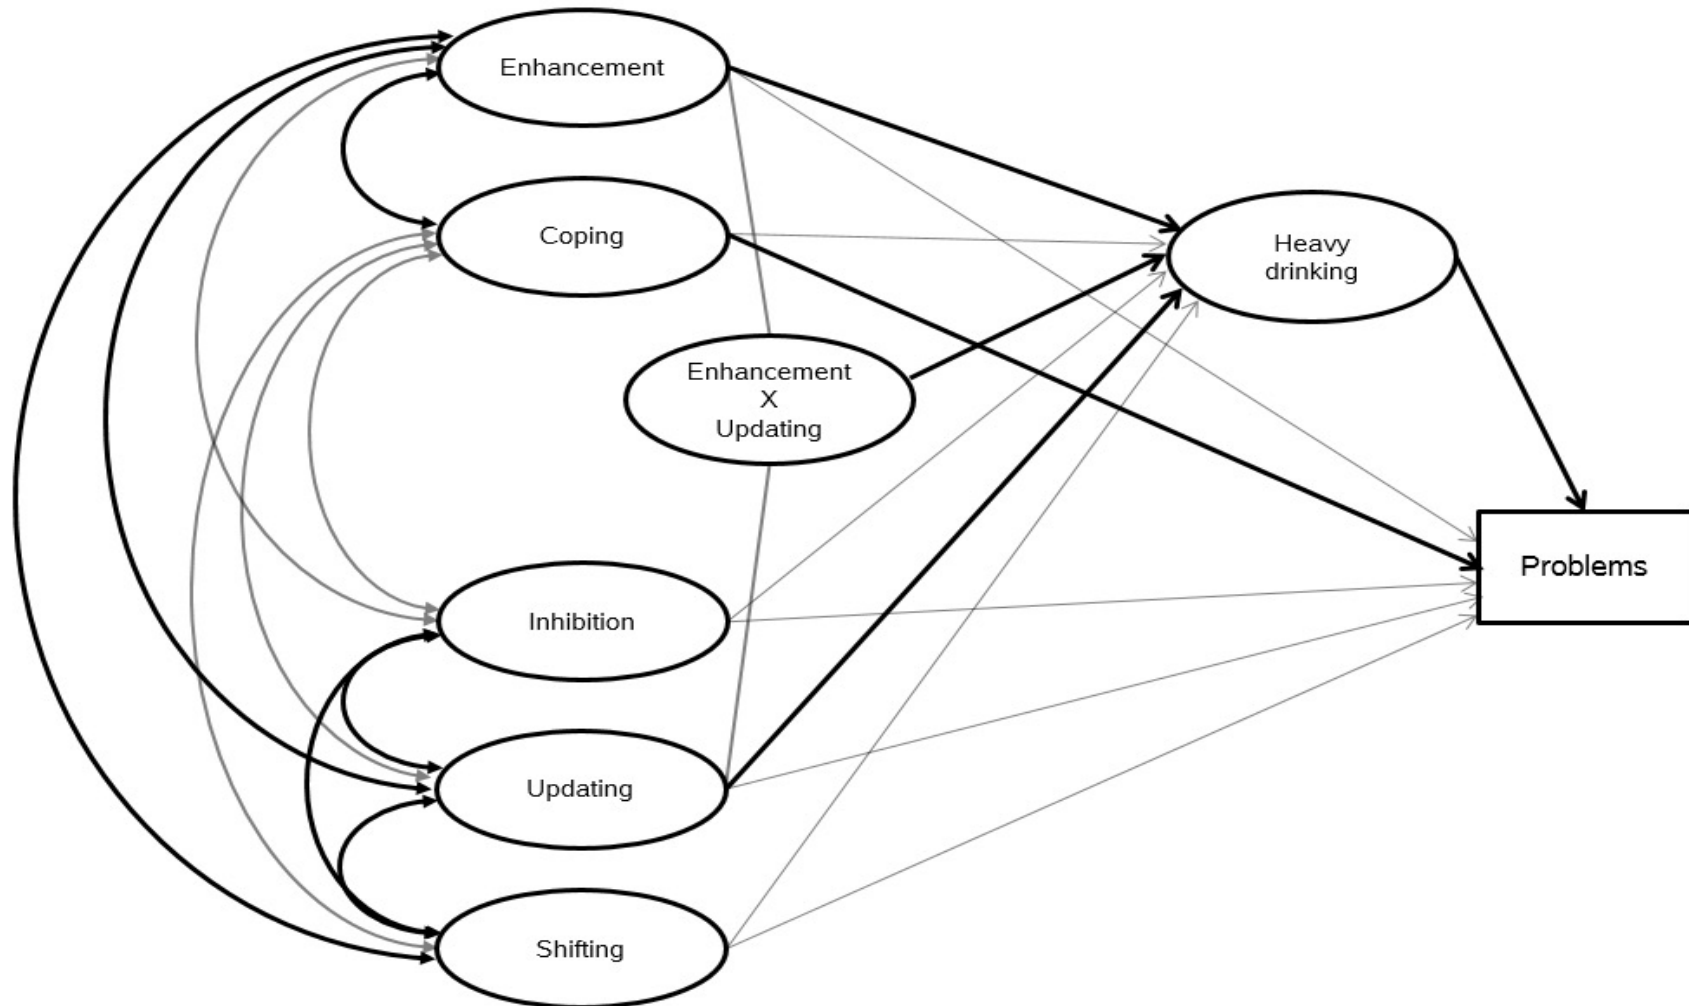 Enhancement
Coping
Heavy
drinking
Enhancement
X
Updating
Problems
Inhibition
Updating
Shifting